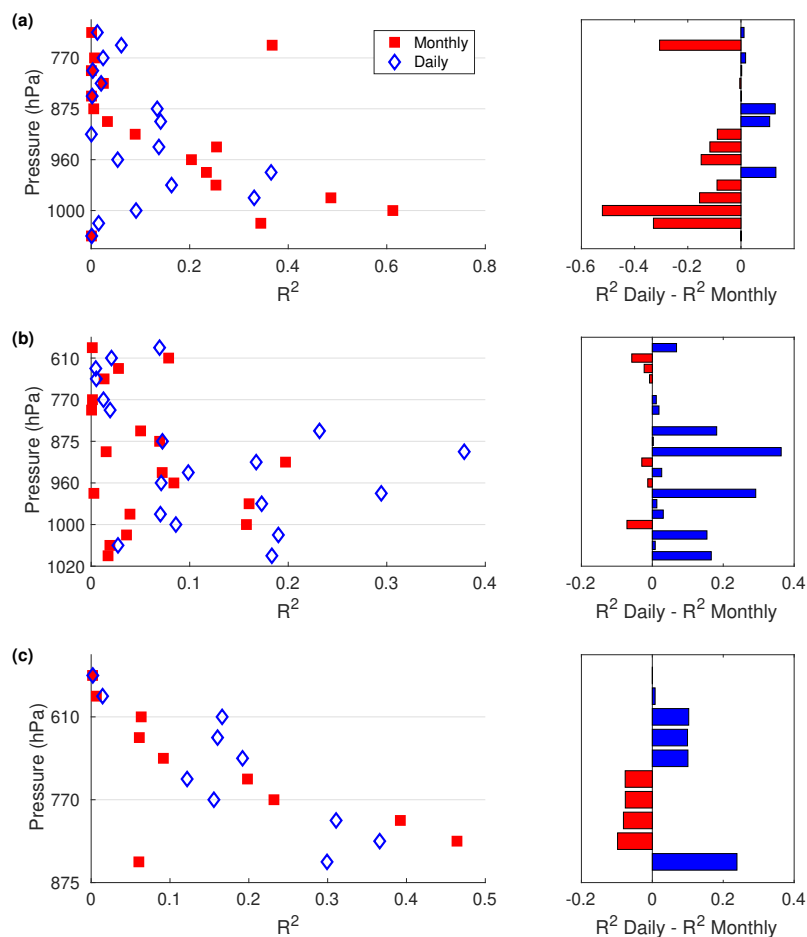 (a)
Pressure (hPa)
770
875
960
1000
0 0.2 0.4 0.6 0.8
R²
Monthly
Daily
-0.6 -0.4 -0.2 0
R² Daily - R² Monthly
(b)
Pressure (hPa)
610
770
875
960
1000
1020
0 0.1 0.2 0.3 0.4
R²
-0.2 0 0.2 0.4
R² Daily - R² Monthly
(c)
Pressure (hPa)
610
770
875
0 0.1 0.2 0.3 0.4 0.5
R²
-0.2 0 0.2 0.4
R² Daily - R² Monthly